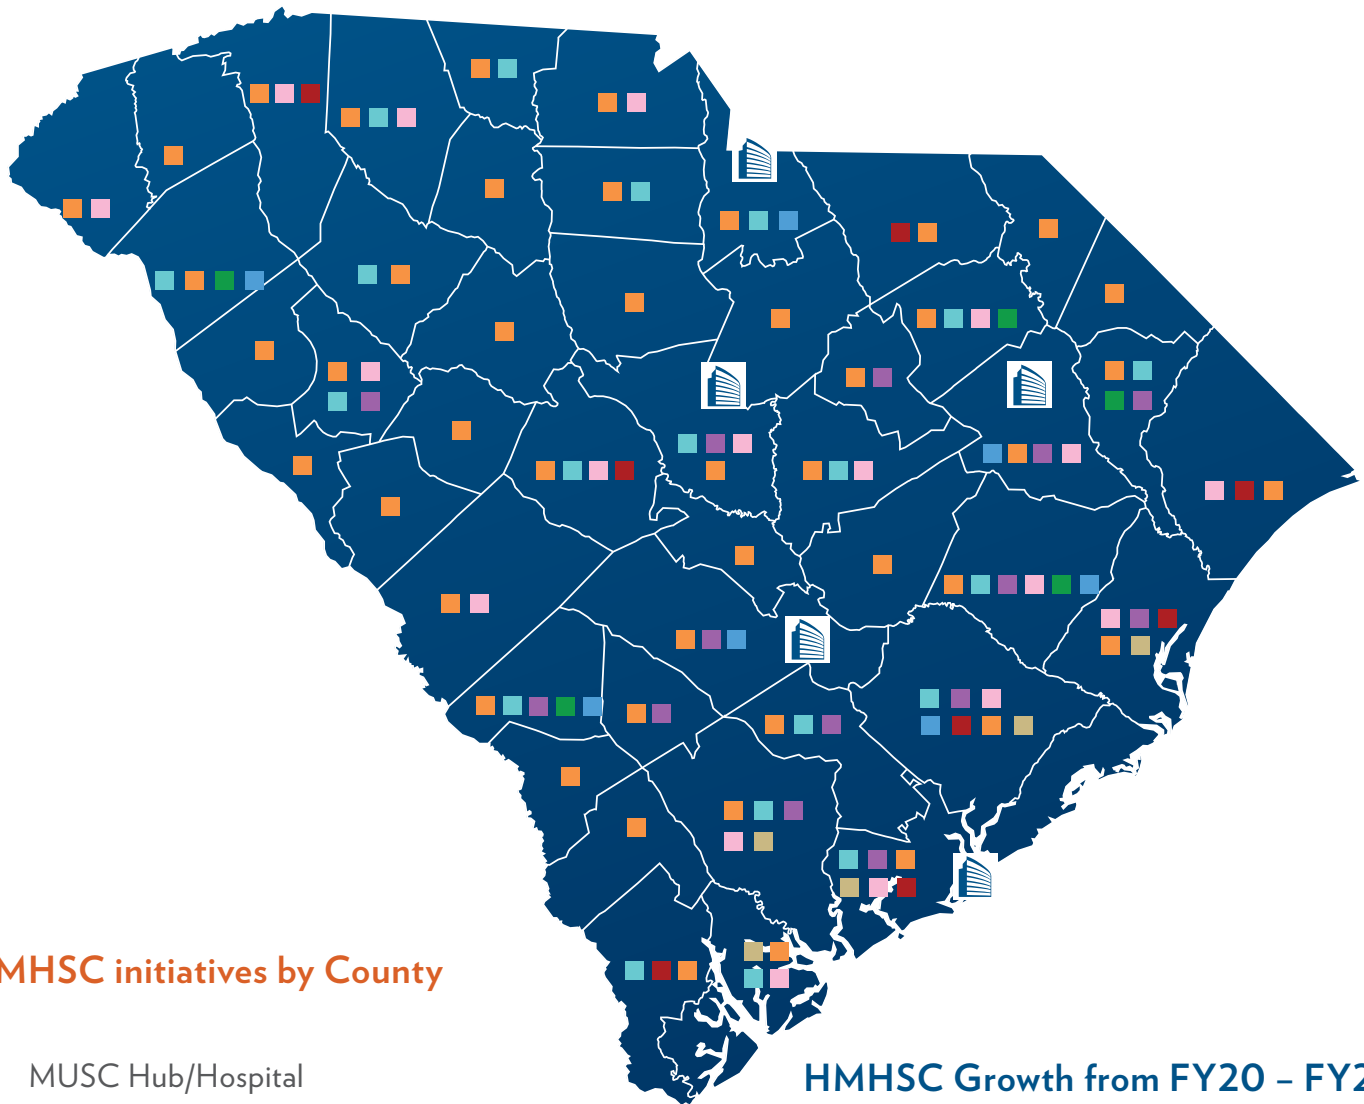 MHSC initiatives by County
MUSC Hub/Hospital
HMHSC Growth from FY20 – FY2